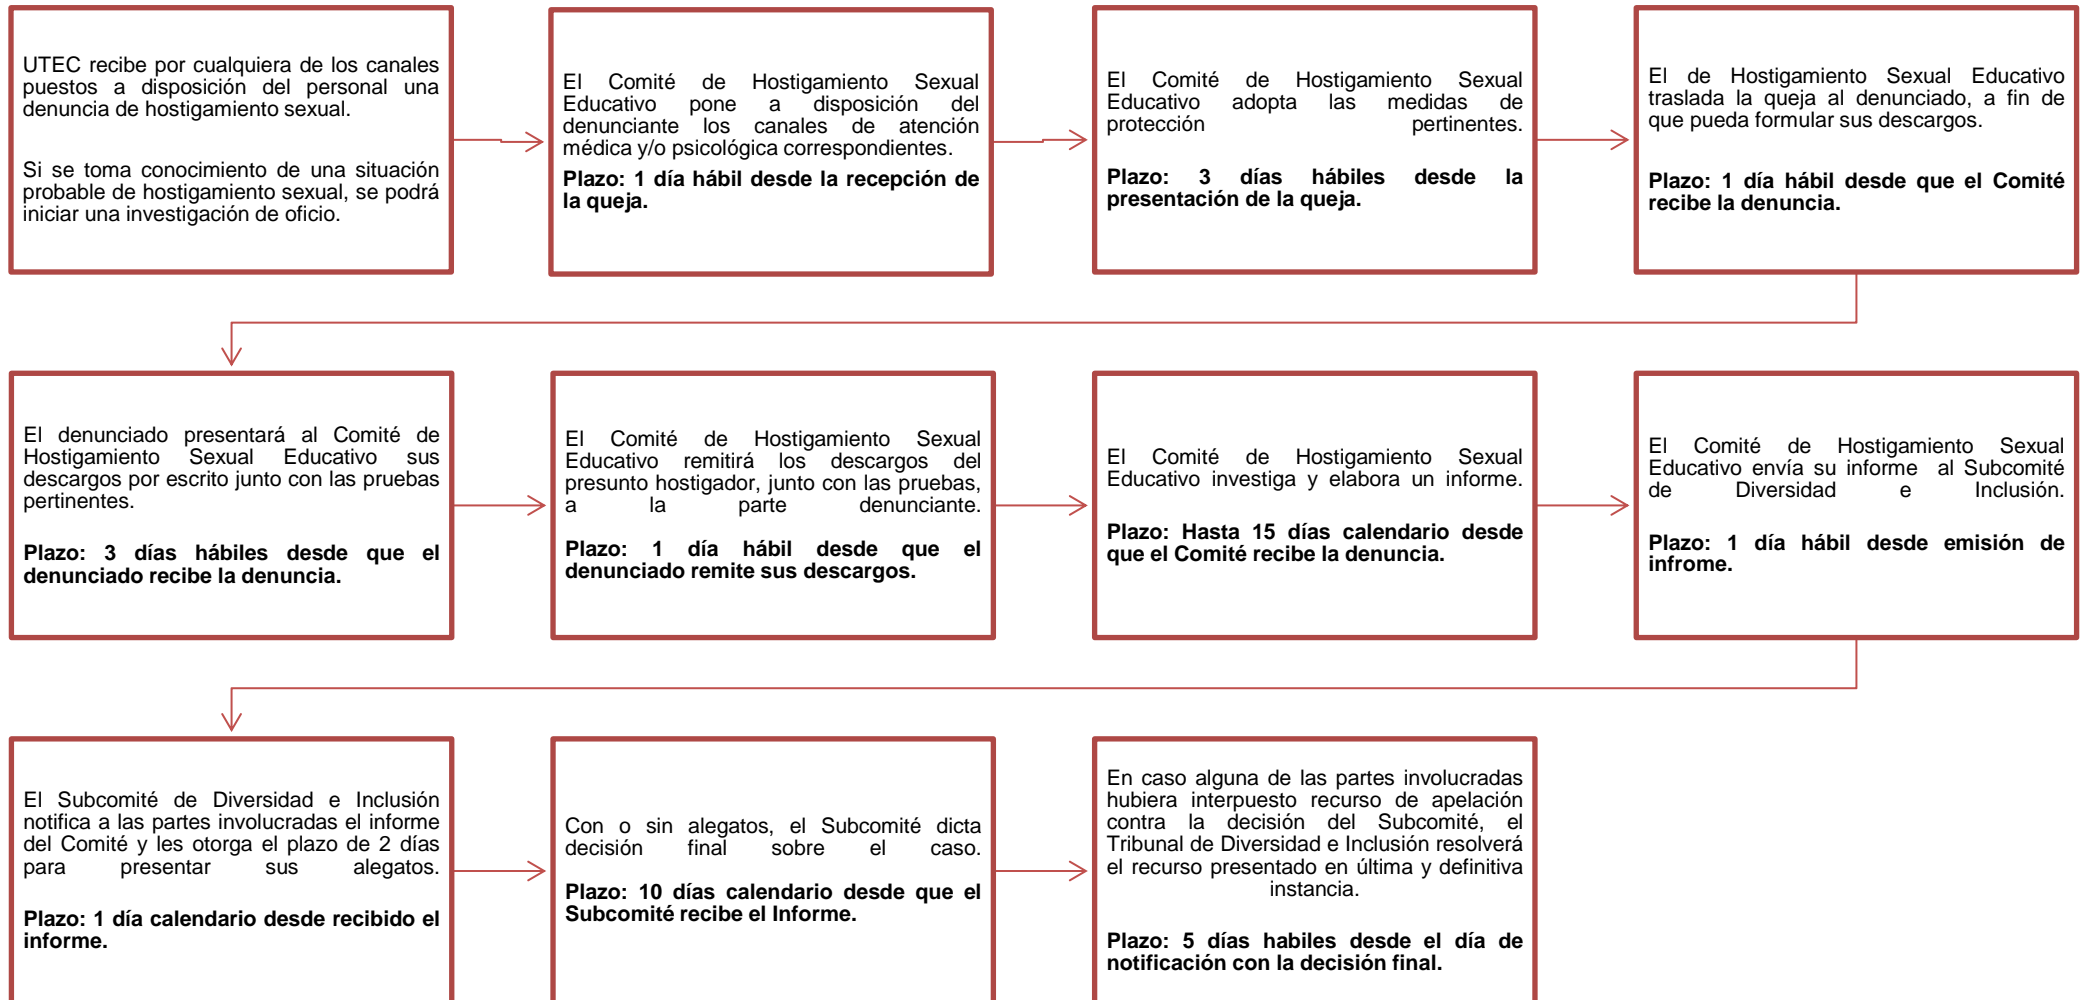 UTEC recibe por cualquiera de los canales
puestos a disposición del personal una
denuncia de hostigamiento sexual.
Si se toma conocimiento de una situación
probable de hostigamiento sexual, se podrá
iniciar una investigación de oficio.
El Comité de Hostigamiento Sexual
Educativo pone a disposición del
denunciante los canales de atención
médica y/o psicológica correspondientes.
Plazo: 1 día hábil desde la recepción de
la queja.
El Comité de Hostigamiento Sexual
Educativo adopta las medidas de
protección pertinentes.
Plazo: 3 días hábiles desde la
presentación de la queja.
El de Hostigamiento Sexual Educativo
traslada la queja al denunciado, a fin de
que pueda formular sus descargos.
Plazo: 1 día hábil desde que el Comité
recibe la denuncia.
El denunciado presentará al Comité de
Hostigamiento Sexual Educativo sus
descargos por escrito junto con las pruebas
pertinentes.
Plazo: 3 días hábiles desde que el
denunciado recibe la denuncia.
El Comité de Hostigamiento Sexual
Educativo remitirá los descargos del
presunto hostigador, junto con las pruebas,
a la parte denunciante.
Plazo: 1 día hábil desde que el
denunciado remite sus descargos.
El Comité de Hostigamiento Sexual
Educativo investiga y elabora un informe.
Plazo: Hasta 15 días calendario desde
que el Comité recibe la denuncia.
El Comité de Hostigamiento Sexual
Educativo envía su informe al Subcomité
de Diversidad e Inclusión.
Plazo: 1 día hábil desde emisión de
infrome.
El Subcomité de Diversidad e Inclusión
notifica a las partes involucradas el informe
del Comité y les otorga el plazo de 2 días
para presentar sus alegatos.
Plazo: 1 día calendario desde recibido el
informe.
Con o sin alegatos, el Subcomité dicta
decisión final sobre el caso.
Plazo: 10 días calendario desde que el
Subcomité recibe el Informe.
En caso alguna de las partes involucradas
hubiera interpuesto recurso de apelación
contra la decisión del Subcomité, el
Tribunal de Diversidad e Inclusión resolverá
el recurso presentado en última y definitiva
instancia.
Plazo: 5 días habiles desde el día de
notificación con la decisión final.